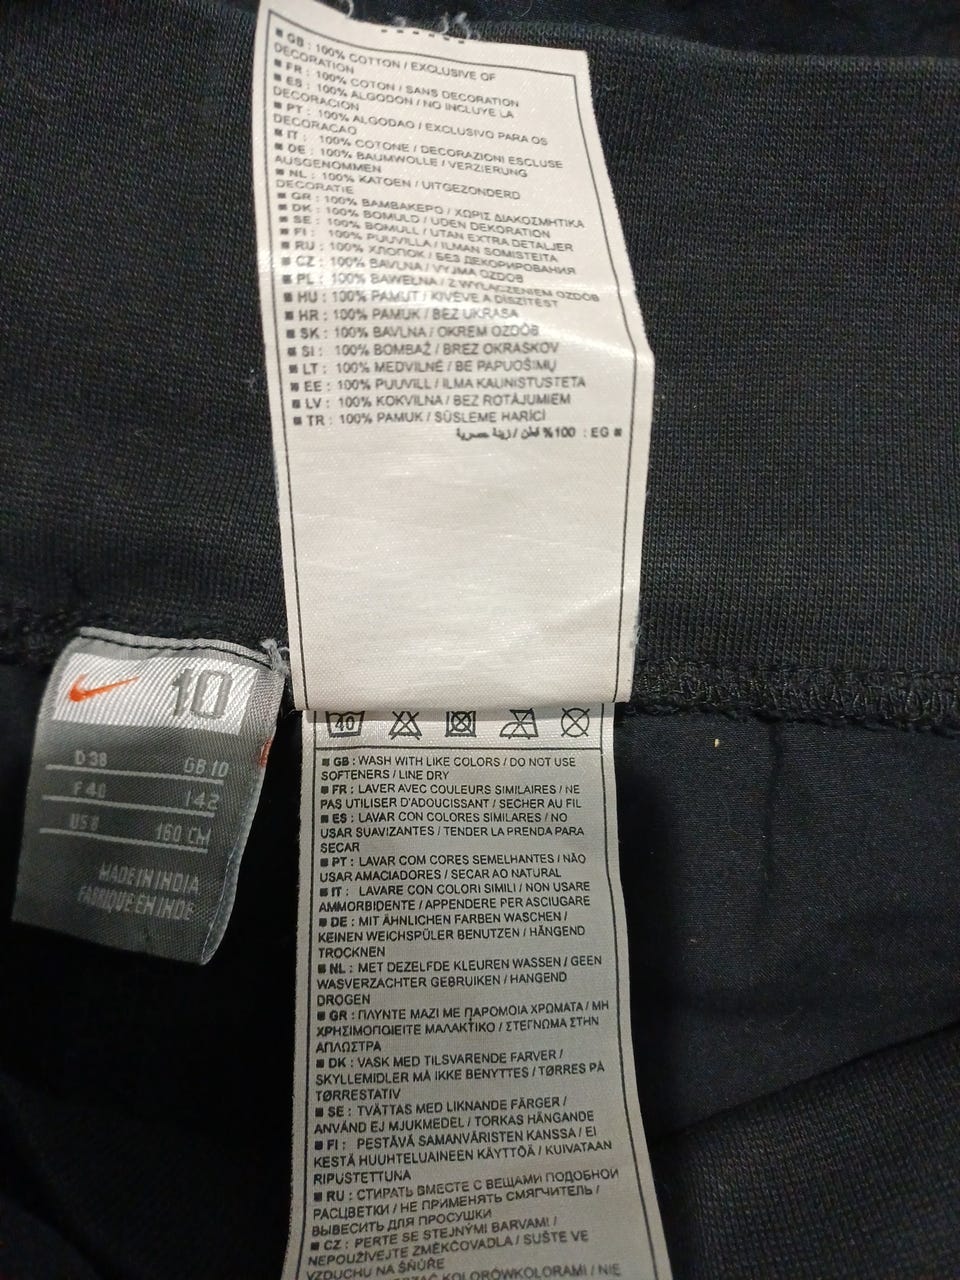 GB : 100% COTTON / EXCLUSIVE OF
DECORATION
FR : 100% COTON / SANS DECORATION
ES : 100% ALGODON / NO INCLUYE LA
DECORACION
PT : 100% ALGODAO / EXCLUSIVO PARA OS
DECORACAO
IT : 100% COTONE / DECORAZIONI ESCLUSE
DE : 100% BAUMWOLLE / VERZIERUNG
AUSGENOMMEN
NL : 100% KATOEN / UITGEZONDERD
DECORATIE
GR : 100% ΒΑΜΒΑΚΕΡΟ / ΧΩΡΙΣ ΔΙΑΚΟΣΜΗΤΙΚΑ
DK : 100% BOMULD / UDEN DEKORATION
SE : 100% BOMULL / UTAN EXTRA DETALJER
FI : 100% PUUVILLA / ILMAN SOMISTEITA
RU : 100% ХЛОПОК / БЕЗ ДЕКОРИРОВАНИЯ
CZ : 100% BAVLNA / VYJMA OZDOB
PL : 100% BAWEŁNA / Z WYŁĄCZENIEM OZDÓB
HU : 100% PAMUT / KIVÉVE A DÍSZÍTÉST
HR : 100% PAMUK / BEZ UKRASA
SK : 100% BAVLNA / OKREM OZDÔB
SI : 100% BOMBAŽ / BREZ OKRASKOV
LT : 100% MEDVILNĖ / BE PAPUOŠIMŲ
EE : 100% PUUVILL / ILMA KAUNISTUSTETA
LV : 100% KOKVILNA / BEZ ROTĀJUMIEM
TR : 100% PAMUK / SÜSLEME HARİCİ
EG : 100% قطن / زينة حصرية
10
D 38 GB 10
F 40 I 42
US 8 160 CM
MADE IN INDIA
FABRIQUE EN INDE
40
GB : WASH WITH LIKE COLORS / DO NOT USE
SOFTENERS / LINE DRY
FR : LAVER AVEC COULEURS SIMILAIRES / NE
PAS UTILISER D'ADOUCISSANT / SECHER AU FIL
ES : LAVAR CON COLORES SIMILARES / NO
USAR SUAVIZANTES / TENDER LA PRENDA PARA
SECAR
PT : LAVAR COM CORES SEMELHANTES / NÃO
USAR AMACIADORES / SECAR AO NATURAL
IT : LAVARE CON COLORI SIMILI / NON USARE
AMMORBIDENTE / APPENDERE PER ASCIUGARE
DE : MIT ÄHNLICHEN FARBEN WASCHEN /
KEINEN WEICHSPÜLER BENUTZEN / HÄNGEND
TROCKNEN
NL : MET DEZELFDE KLEUREN WASSEN / GEEN
WASVERZACHTER GEBRUIKEN / HANGEND
DROGEN
GR : ΠΛΥΝΤΕ ΜΑΖΙ ΜΕ ΠΑΡΟΜΟΙΑ ΧΡΩΜΑΤΑ / ΜΗ
ΧΡΗΣΙΜΟΠΟΙΕΙΤΕ ΜΑΛΑΚΤΙΚΟ / ΣΤΕΓΝΩΜΑ ΣΤΗΝ
ΑΠΛΩΣΤΡΑ
DK : VASK MED TILSVARENDE FARVER /
SKYLLEMIDLER MÅ IKKE BENYTTES / TØRRES PÅ
TØRRESTATIV
SE : TVÄTTAS MED LIKNANDE FÄRGER /
ANVÄND EJ MJUKMEDEL / TORKAS HÄNGANDE
FI : PESTÄVÄ SAMANVÄRISTEN KANSSA / EI
KESTÄ HUUHTELUAINEEN KÄYTTÖÄ / KUIVATAAN
RIPUSTETTUNA
RU : СТИРАТЬ ВМЕСТЕ С ВЕЩАМИ ПОДОБНОЙ
РАСЦВЕТКИ / НЕ ПРИМЕНЯТЬ СМЯГЧИТЕЛЬ /
ВЫВЕСИТЬ ДЛЯ ПРОСУШКИ
CZ : PERTE SE STEJNÝMI BARVAMI /
NEPOUŽÍVEJTE ZMĚKČOVADLA / SUŠTE VE
VZDUCHU NA ŠŇŮŘE
KOLORÓWKOLORAMI / NIE